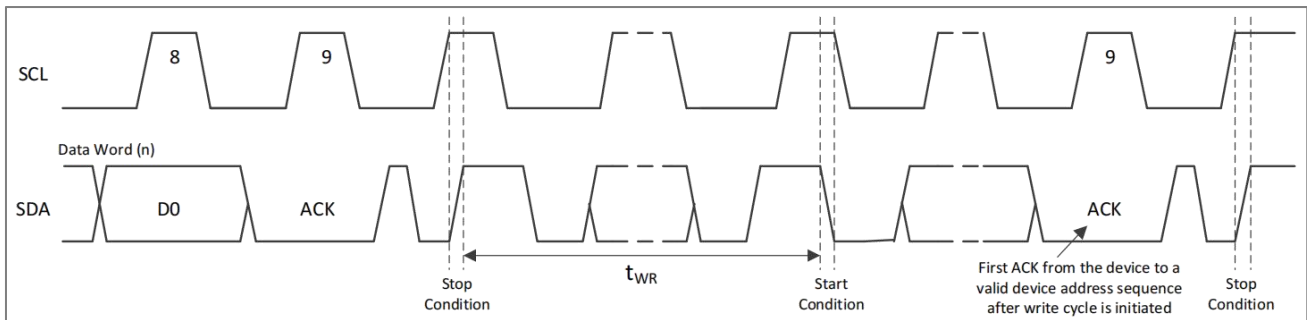 8
9
9
SCL
Data Word (n)
SDA
D0
ACK
ACK
tWR
Stop
Condition
Start
Condition
First ACK from the device to a
valid device address sequence
after write cycle is initiated
Stop
Condition